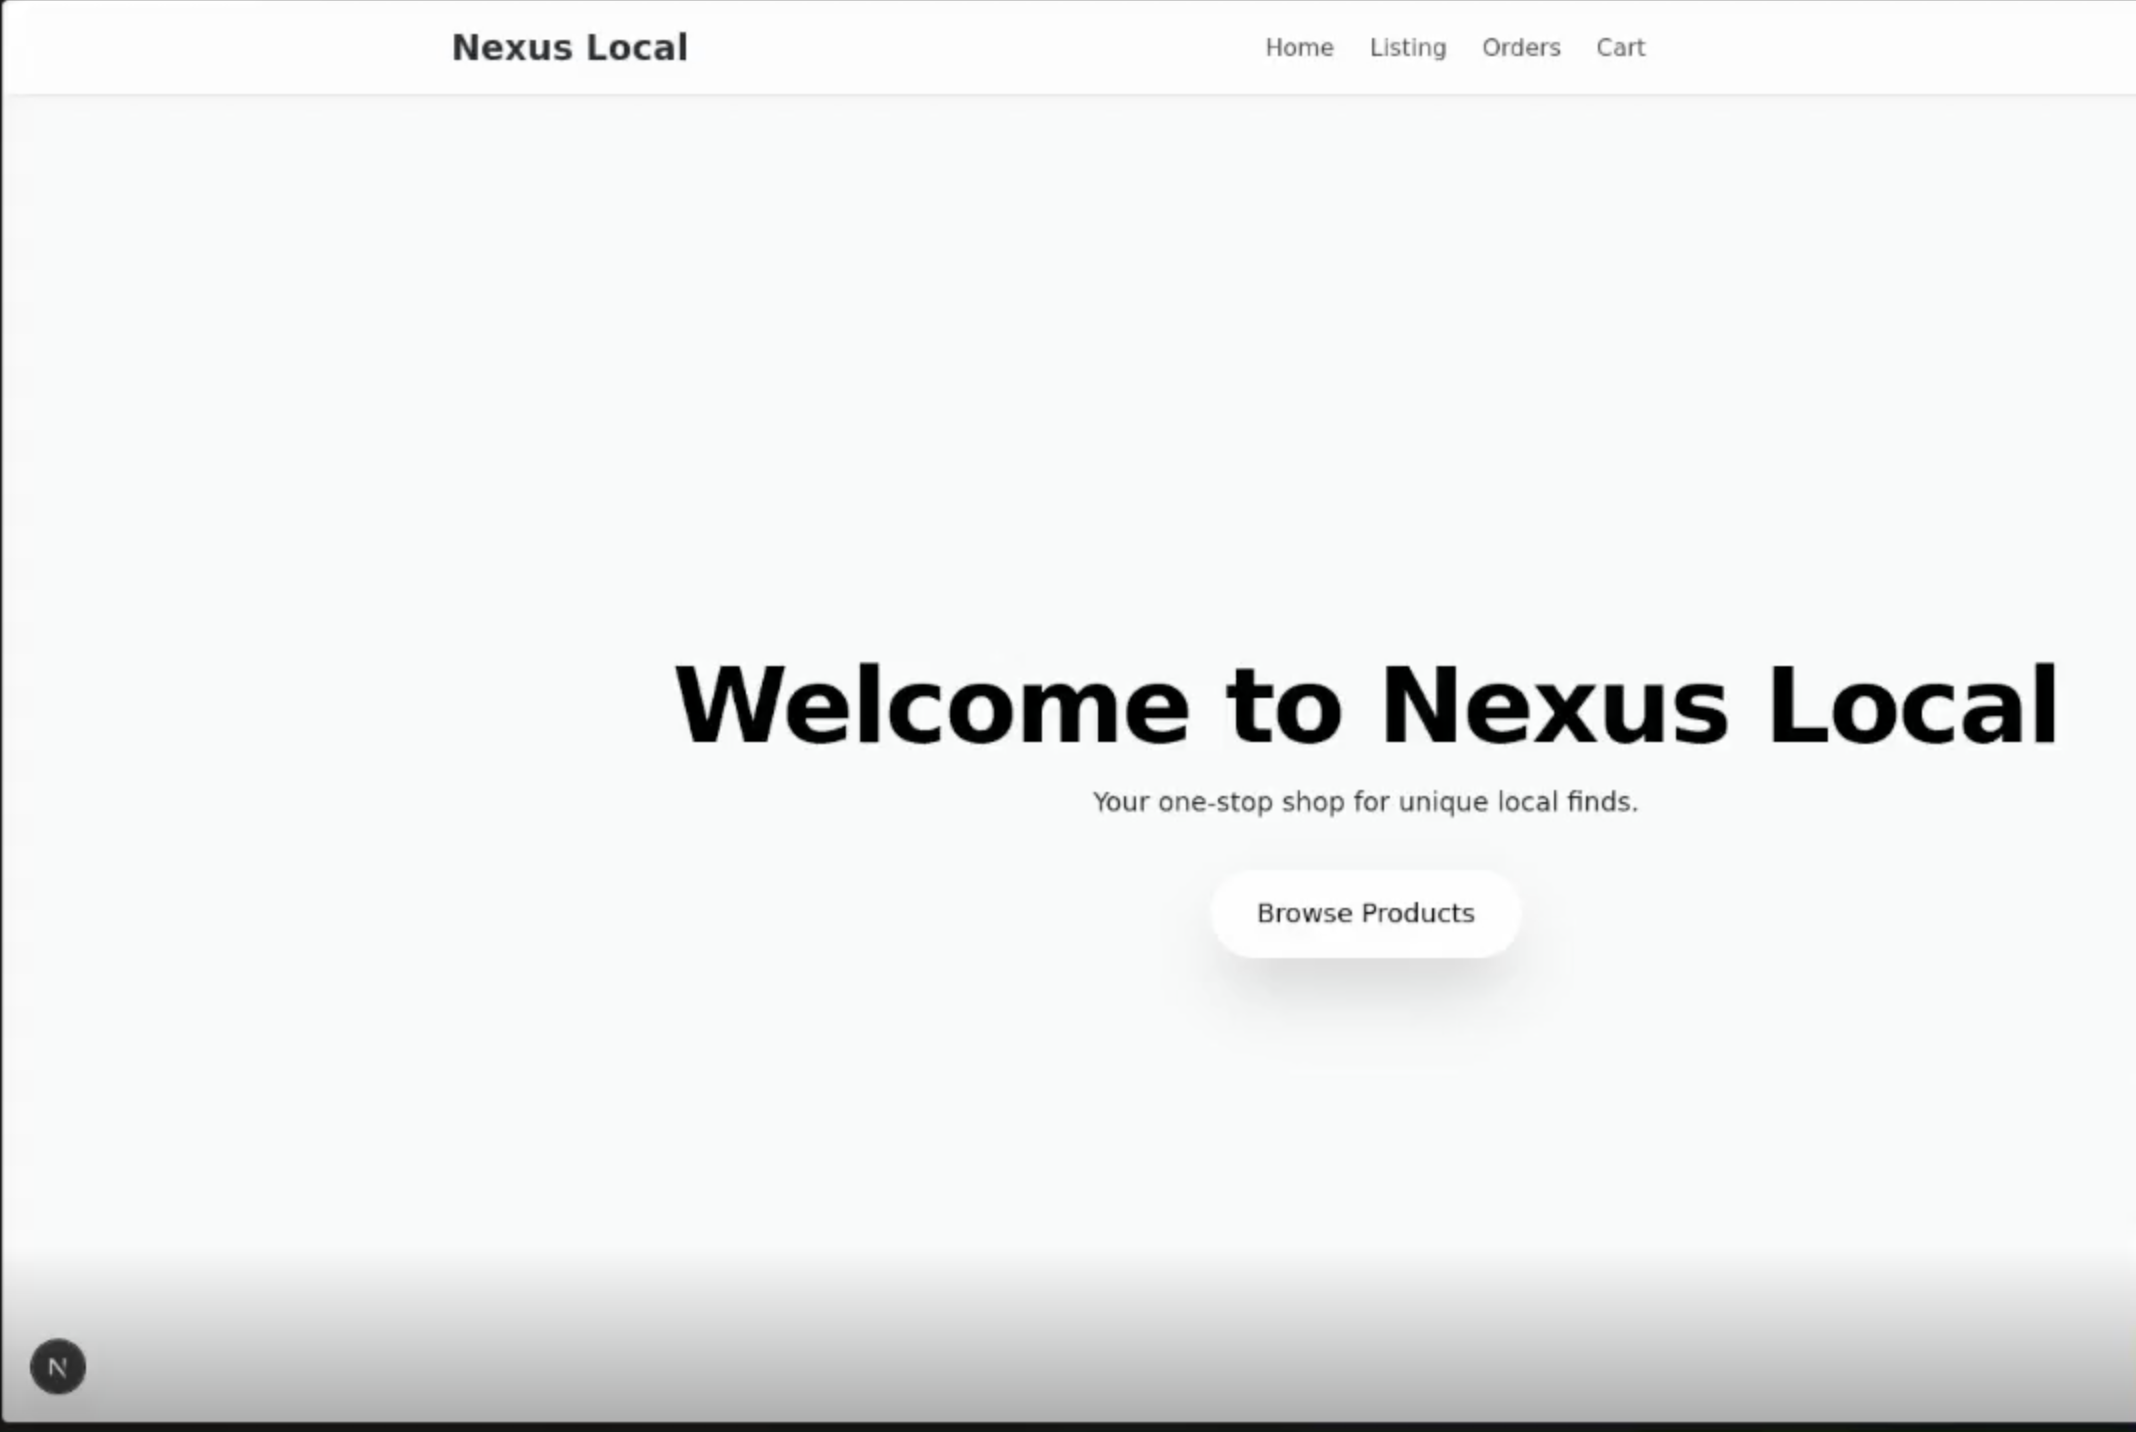 Nexus Local
Home Listing Orders Cart
Welcome to Nexus Local
Your one-stop shop for unique local finds.
Browse Products
N